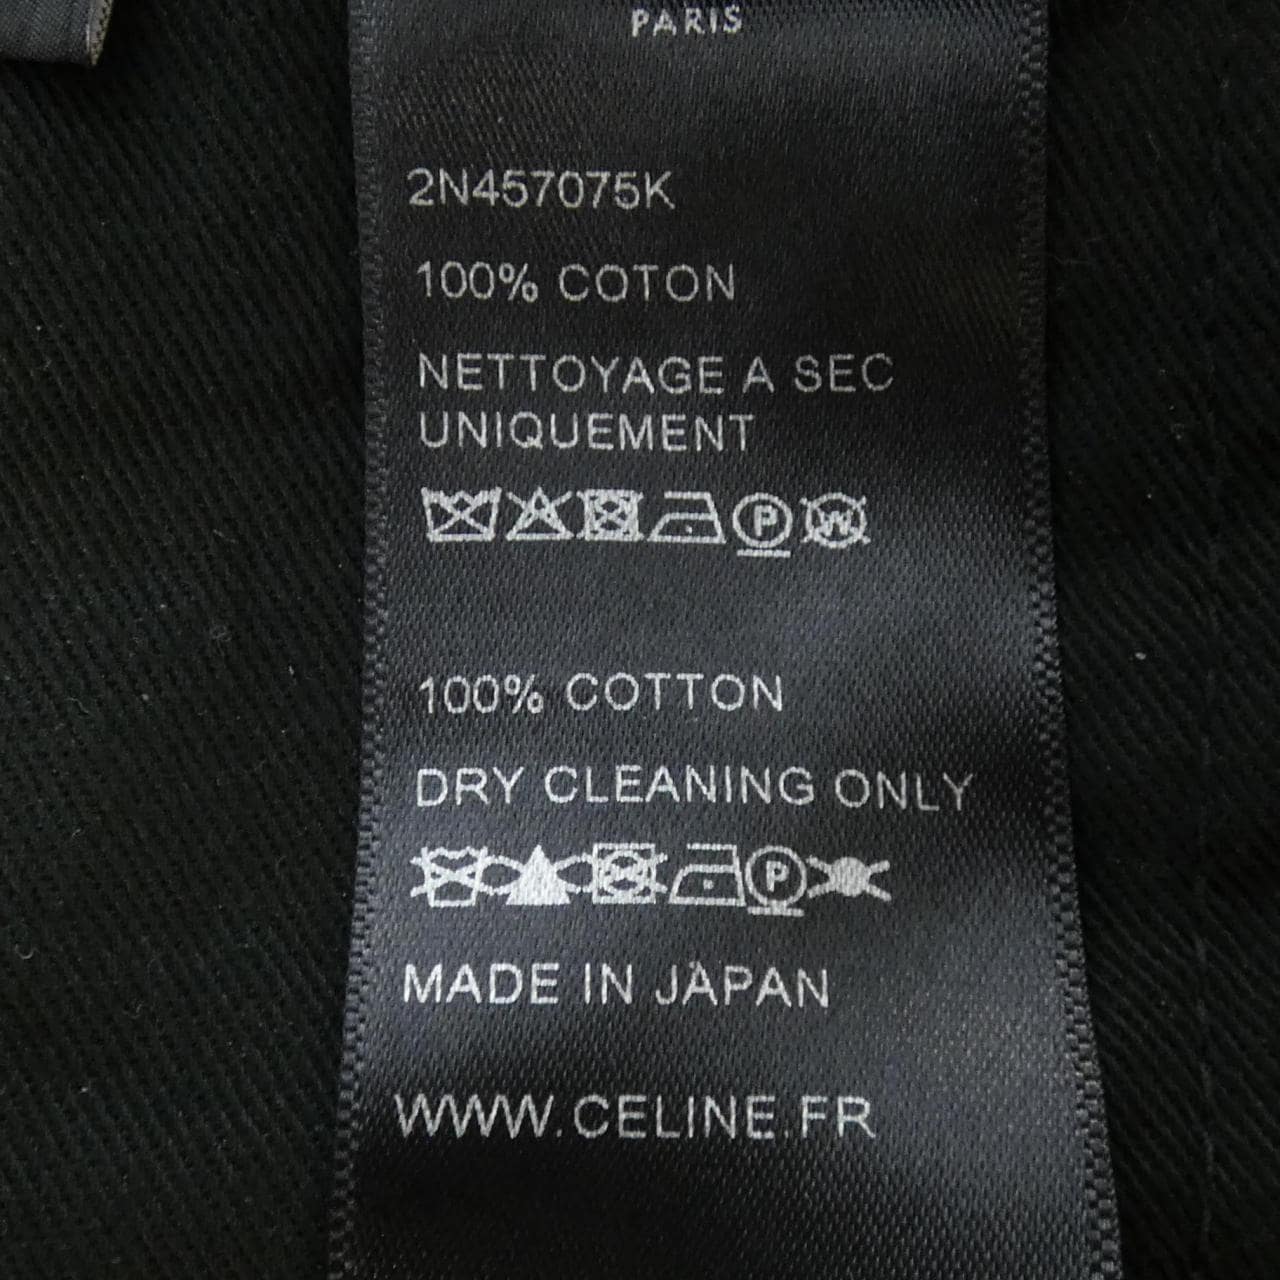 PARIS
2N457075K
100% COTON
NETTOYAGE A SEC
UNIQUEMENT
P W
100% COTTON
DRY CLEANING ONLY
P
MADE IN JAPAN
WWW.CELINE.FR